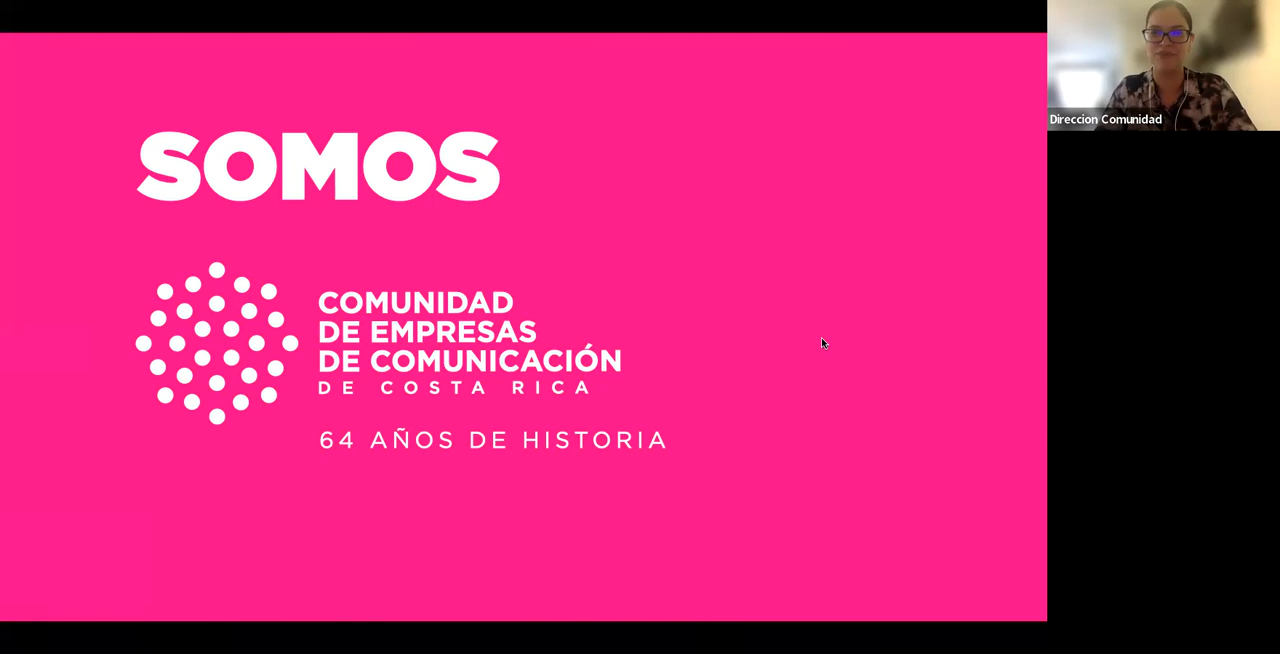 SOMOS
COMUNIDAD
DE EMPRESAS
DE COMUNICACIÓN
DE COSTA RICA
64 AÑOS DE HISTORIA
Direccion Comunidad